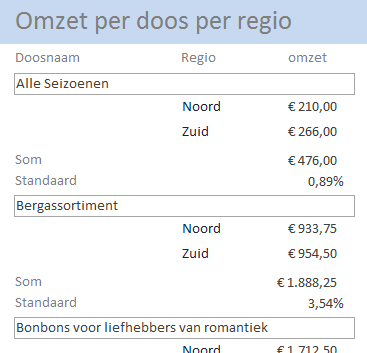 Omzet per doos per regio
Doosnaam Regio omzet
Alle Seizoenen
Noord € 210,00
Zuid € 266,00
Som € 476,00
Standaard 0,89%
Bergassortiment
Noord € 933,75
Zuid € 954,50
Som € 1.888,25
Standaard 3,54%
Bonbons voor liefhebbers van romantiek
Noord € 1.712,50